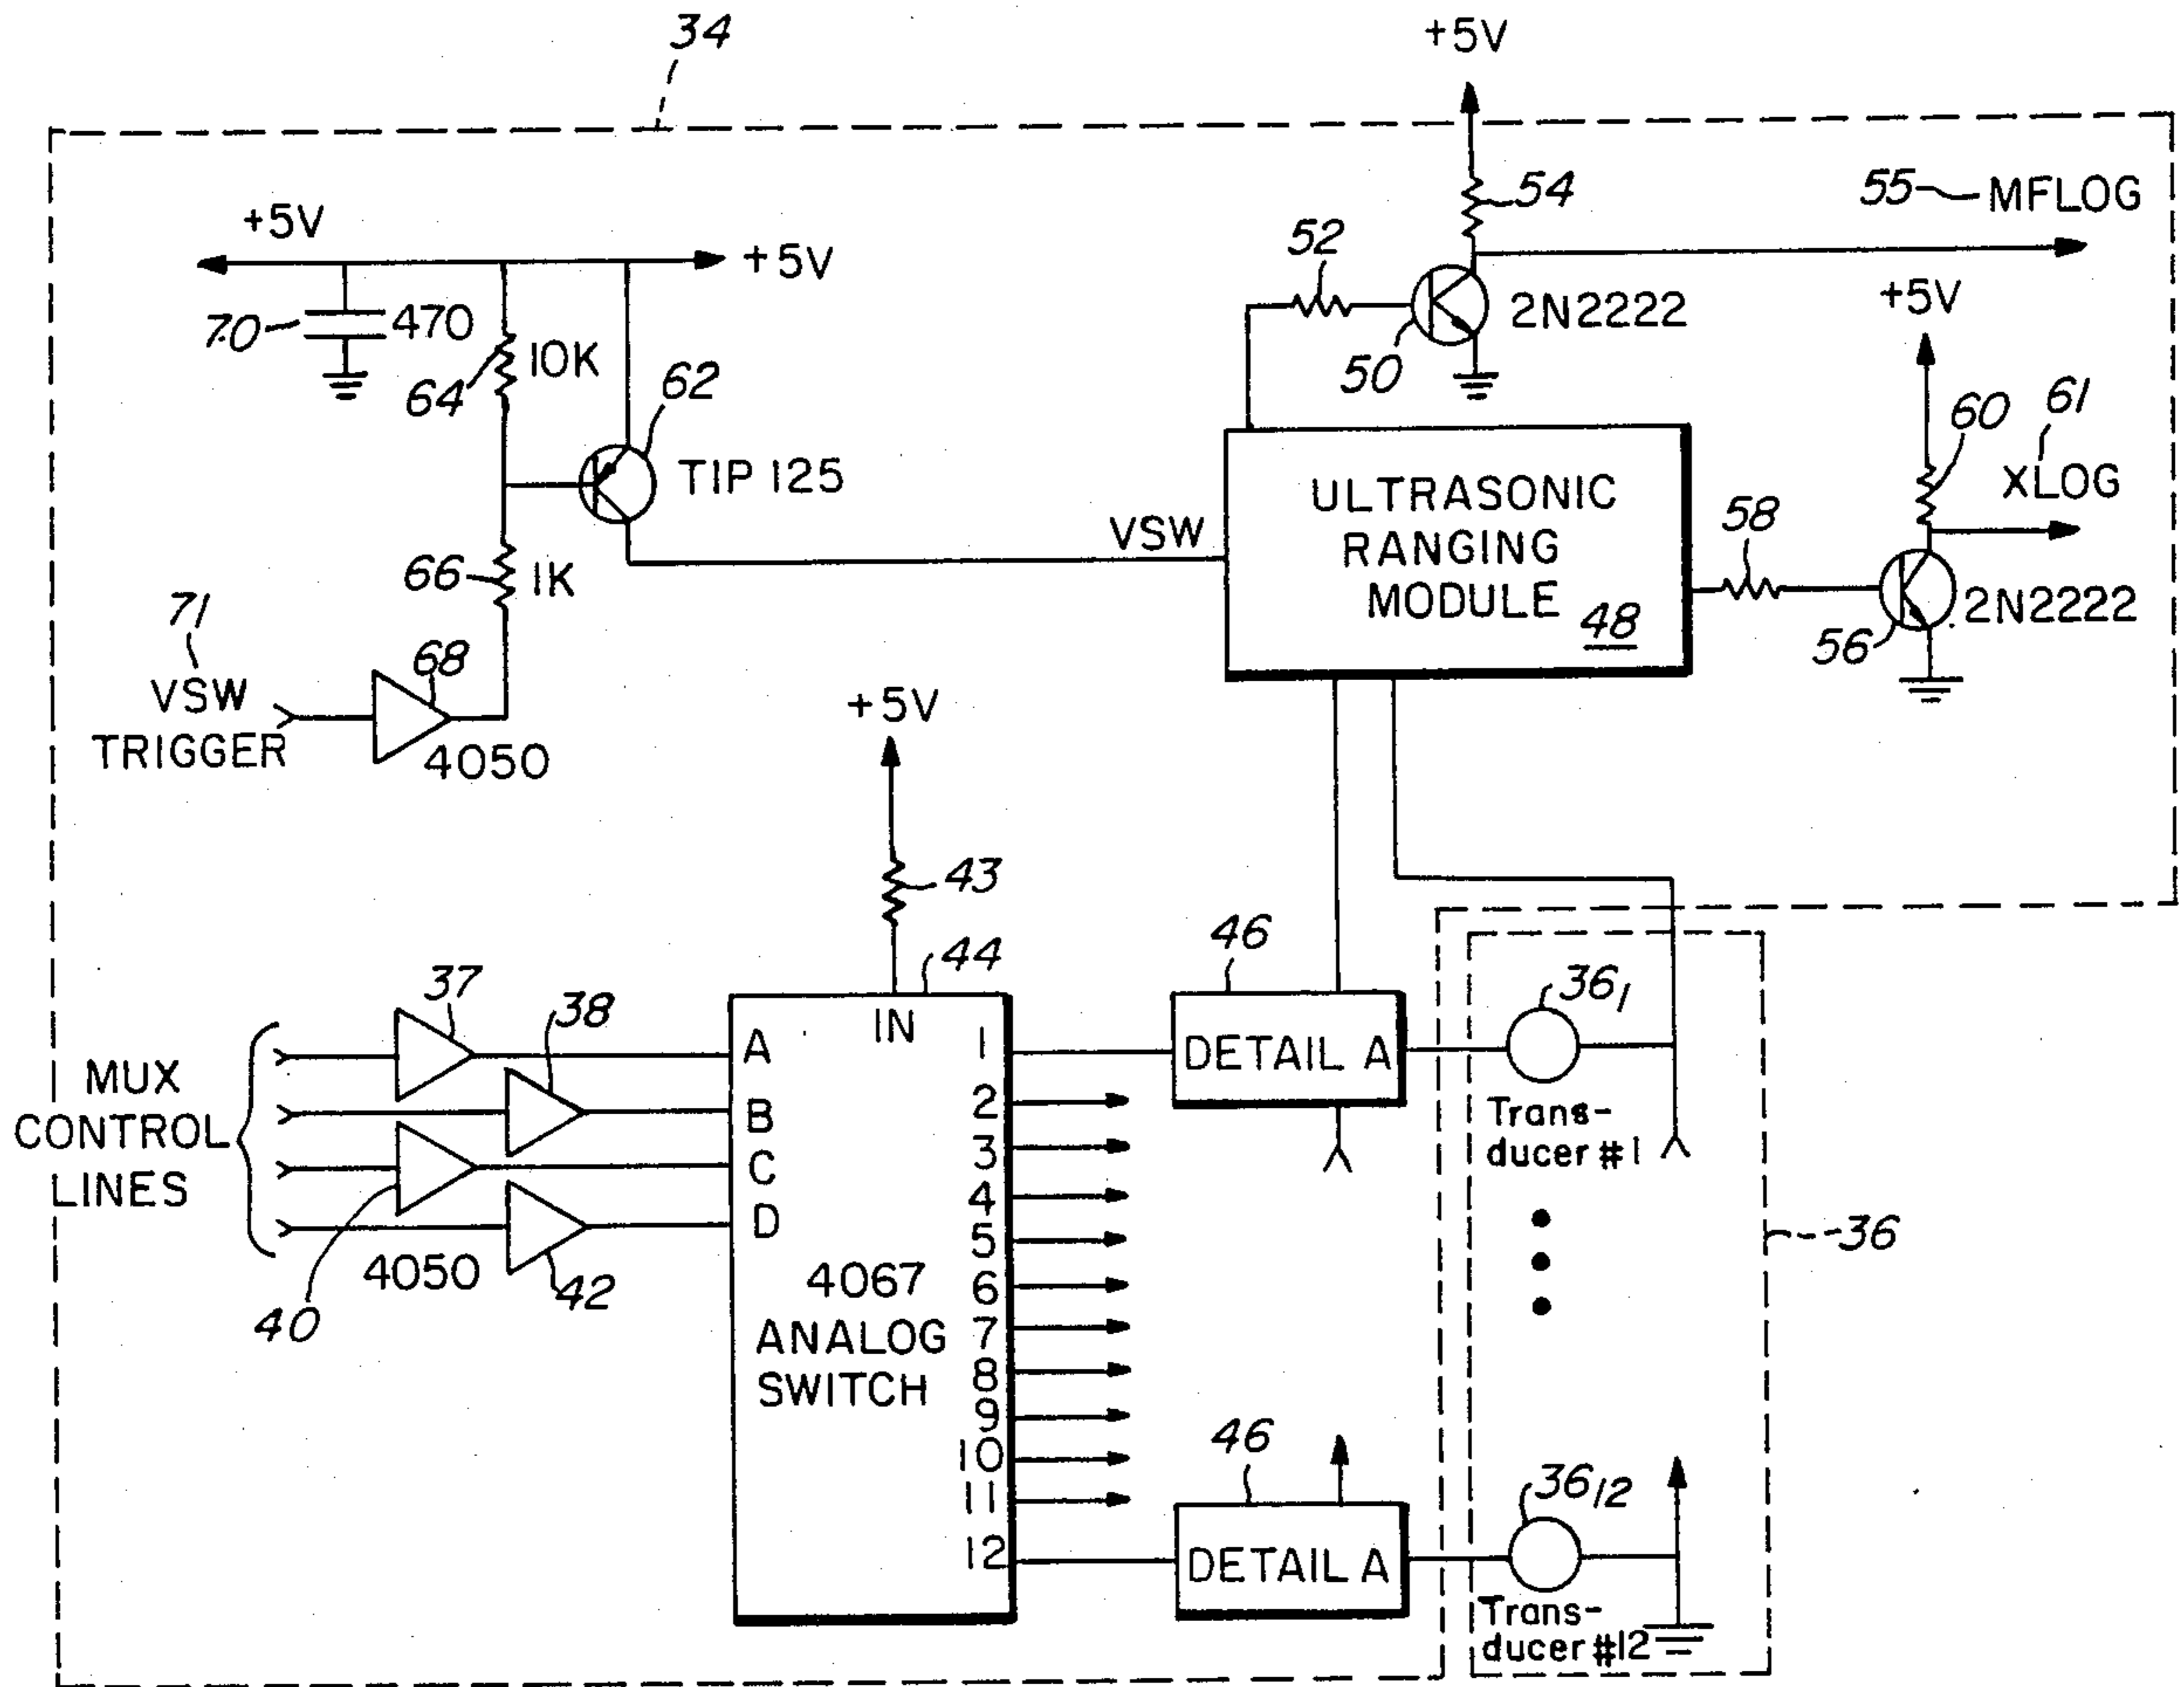 34
+5V
55
MFLOG
54
+5V
+5V
52
2N2222
+5V
70
470
10K
64
62
50
60
61
TIP 125
XLOG
ULTRASONIC
RANGING
MODULE
48
VSW
58
66
1K
2N2222
56
71
VSW
TRIGGER
68
4050
+5V
43
46
44
37
38
IN
36₁
MUX
CONTROL
LINES
A
B
C
D
1
2
3
4
5
6
7
8
9
10
11
12
DETAIL A
Trans-
ducer #1
36
40
4050
42
4067
ANALOG
SWITCH
46
36₁₂
DETAIL A
Trans-
ducer #12